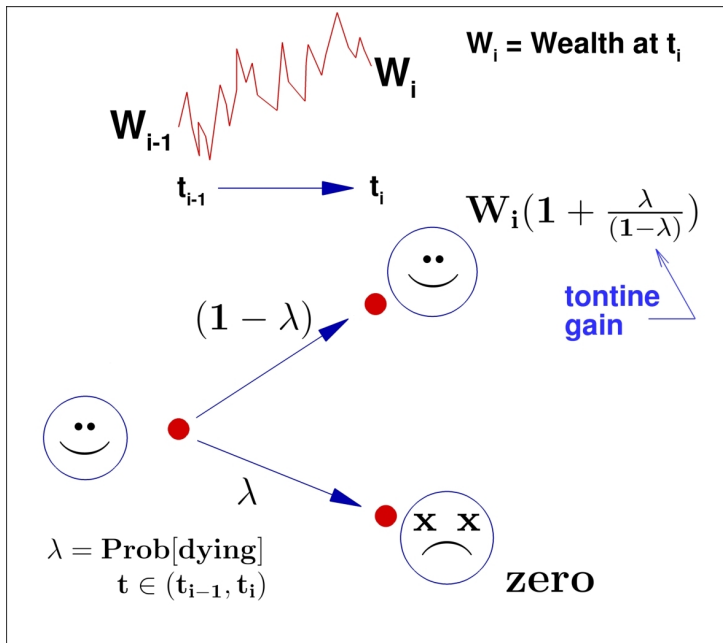 W_i = Wealth at t_i
W_i
W_{i-1}
t_{i-1} t_i
W_i(1 + \frac{λ}{(1−λ)})
tontine
gain
(1 − λ)
λ
x x
λ = Prob[dying]
t ∈ (t_{i−1}, t_i)
zero